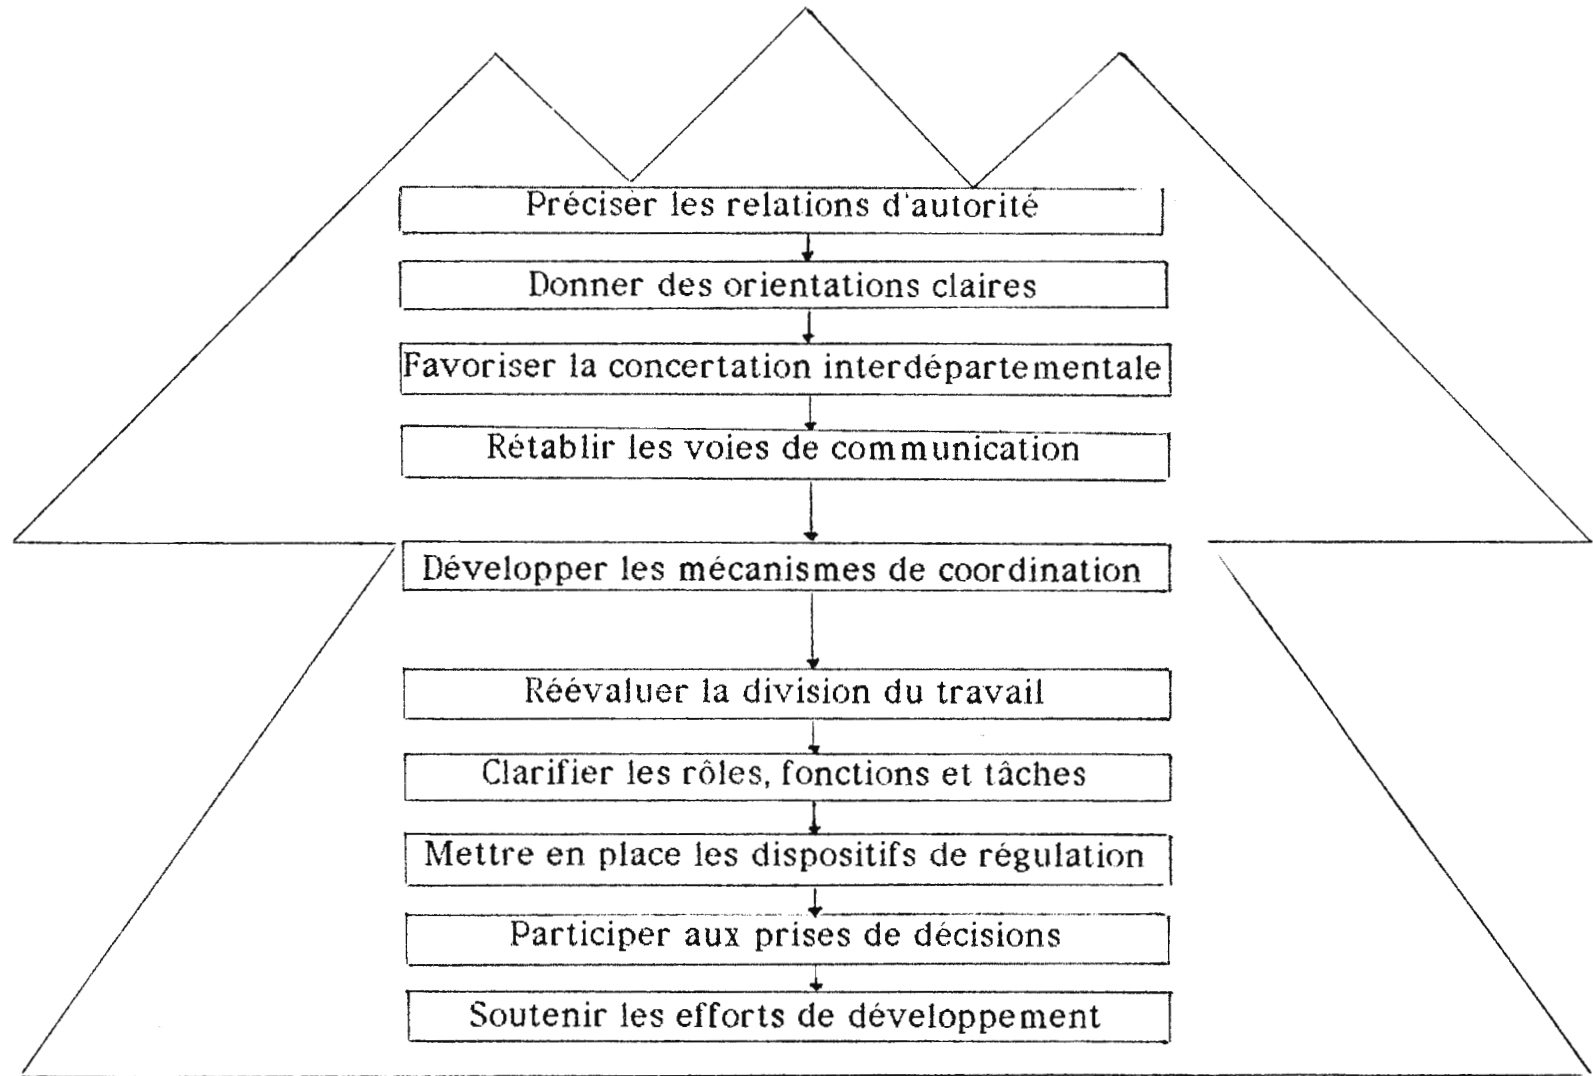 Préciser les relations d'autorité
Donner des orientations claires
Favoriser la concertation interdépartementale
Rétablir les voies de communication
Développer les mécanismes de coordination
Réévaluer la division du travail
Clarifier les rôles, fonctions et tâches
Mettre en place les dispositifs de régulation
Participer aux prises de décisions
Soutenir les efforts de développement